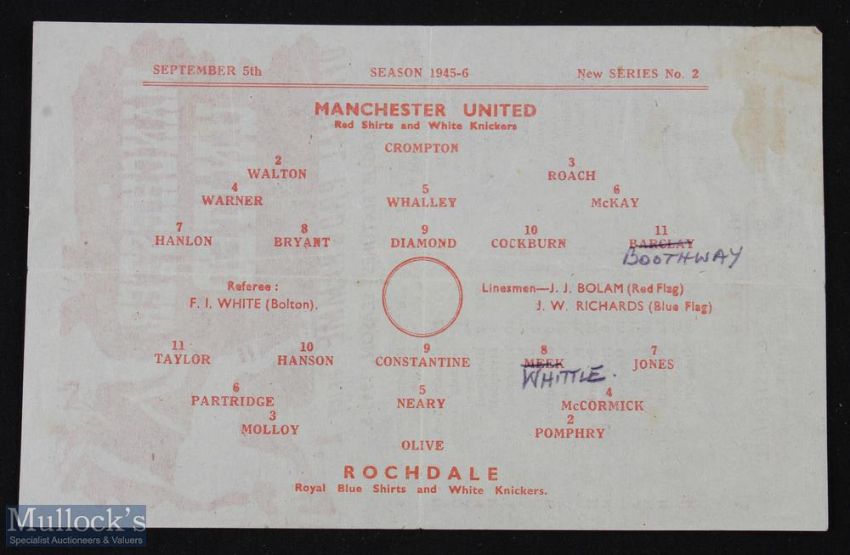 SEPTEMBER 5th SEASON 1945-6 New SERIES No. 2
MANCHESTER UNITED
Red Shirts and White Knickers
CROMPTON
2 3
WALTON ROACH
4 5 6
WARNER WHALLEY McKAY
7 8 9 10 11
HANLON BRYANT DIAMOND COCKBURN BARCLAY
BOOTHWAY
Referee : Linesmen—J. J. BOLAM (Red Flag)
F. I. WHITE (Bolton). J. W. RICHARDS (Blue Flag)
11 10 9 8 7
TAYLOR HANSON CONSTANTINE MEEK JONES
WHITTLE.
6 5 4
PARTRIDGE NEARY McCORMICK
3 2
MOLLOY POMPHRY
OLIVE
ROCHDALE
Royal Blue Shirts and White Knickers.
Mullock's
Specialist Auctioneers & Valuers